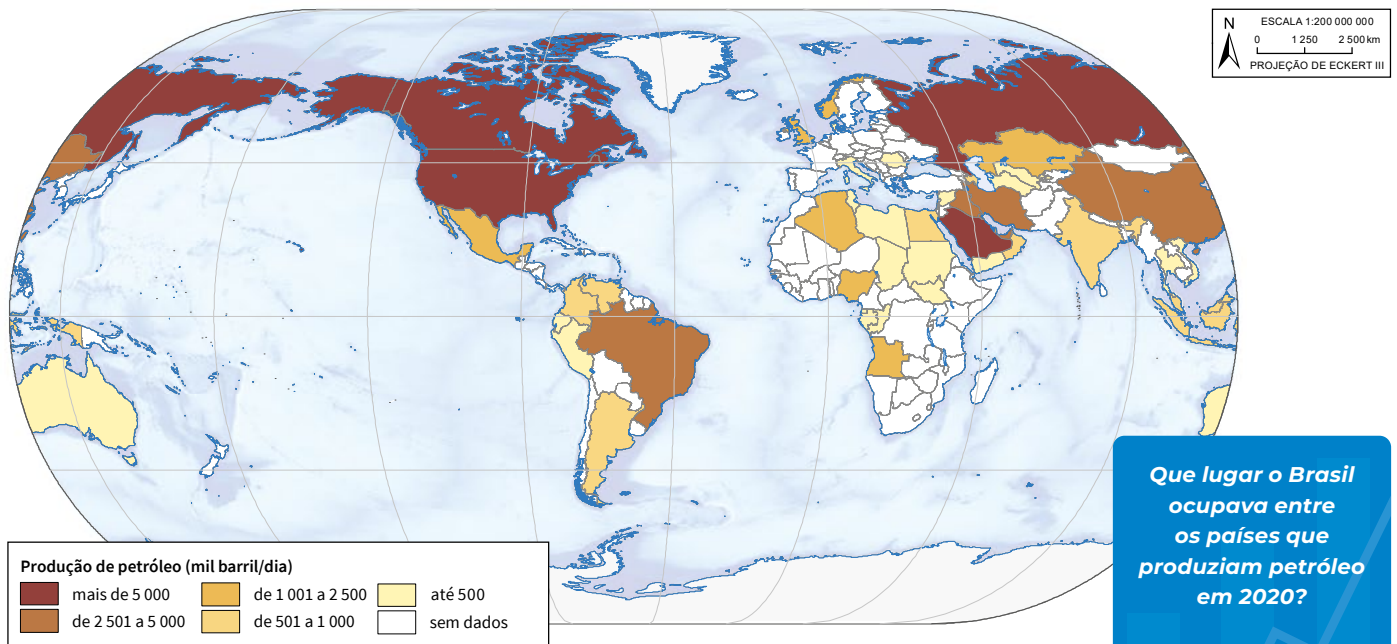 N
ESCALA 1:200 000 000
0 1 250 2 500 km
PROJEÇÃO DE ECKERT III
Produção de petróleo (mil barril/dia)
mais de 5 000
de 1 001 a 2 500
até 500
de 2 501 a 5 000
de 501 a 1 000
sem dados
Que lugar o Brasil
ocupava entre
os países que
produziam petróleo
em 2020?